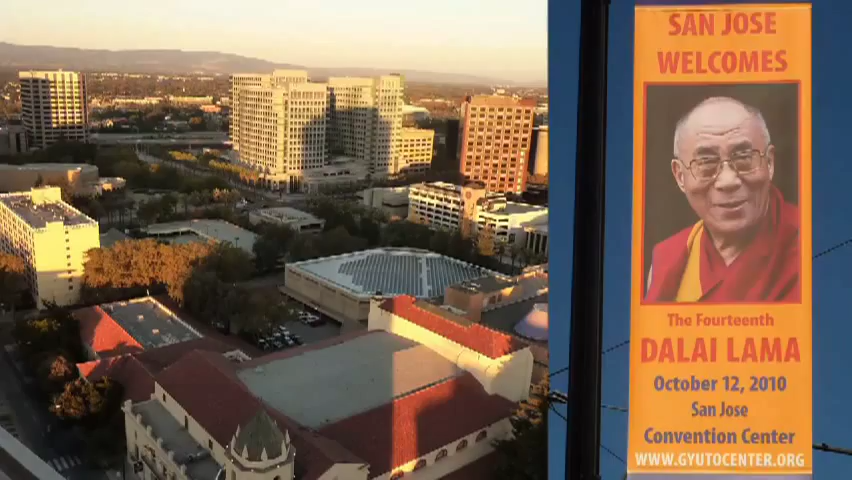 SAN JOSE
WELCOMES
The Fourteenth
DALAI LAMA
October 12, 2010
San Jose
Convention Center
WWW.GYUTOCENTER.ORG